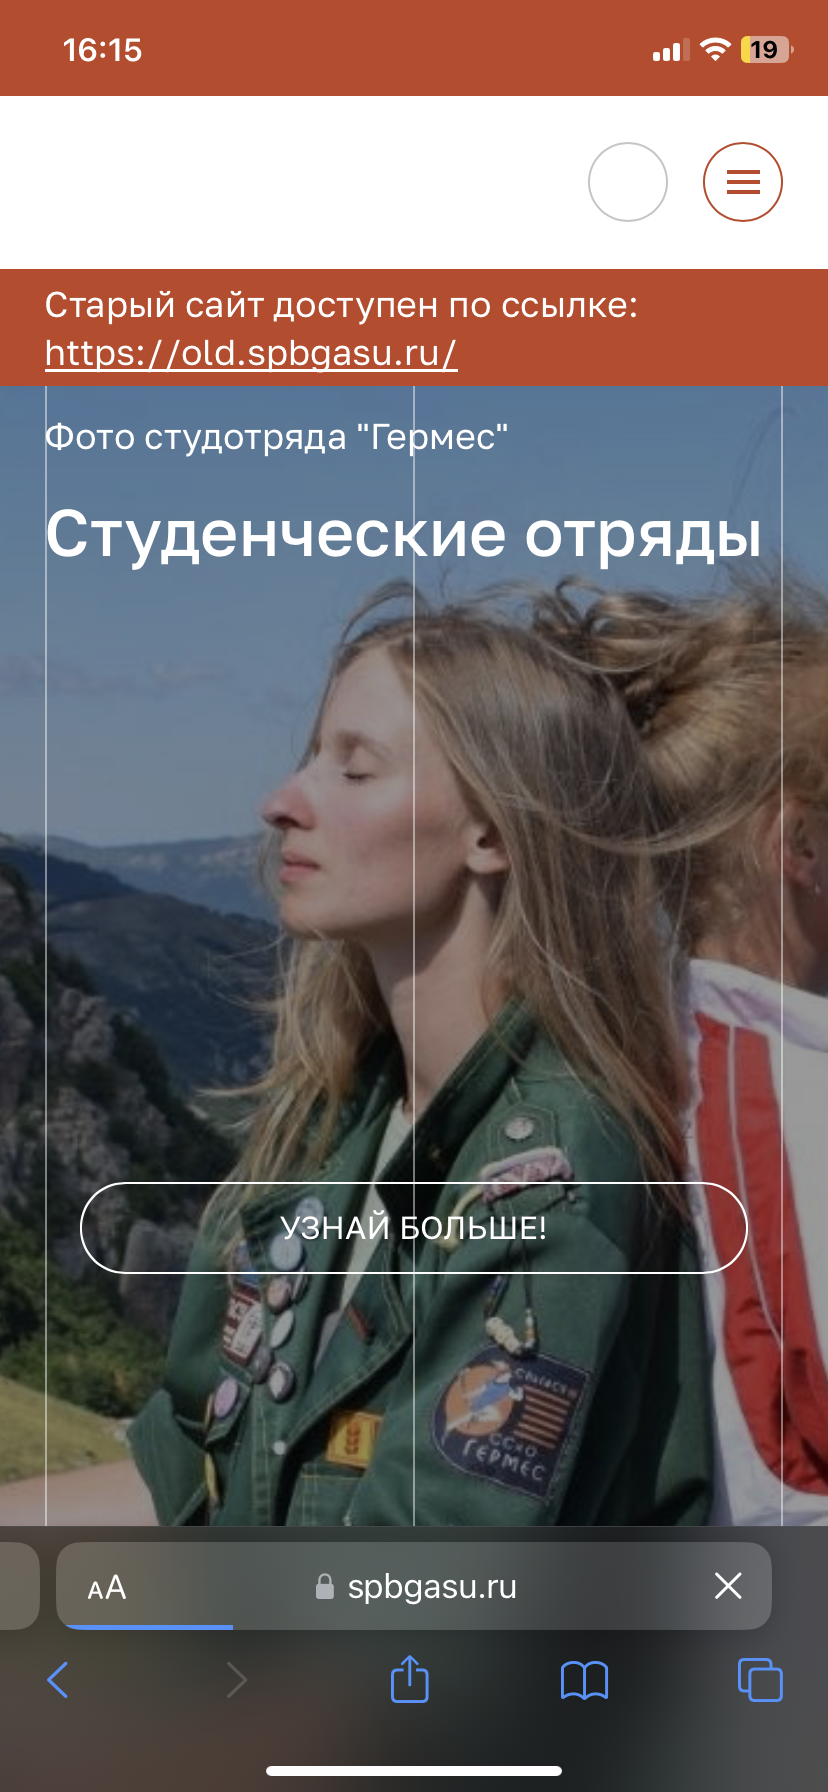 16:15
19
Старый сайт доступен по ссылке:
https://old.spbgasu.ru/
Фото студотряда "Гермес"
Студенческие отряды
УЗНАЙ БОЛЬШЕ!
СПБГАСУ
ССХО
ГЕРМЕС
AA
spbgasu.ru